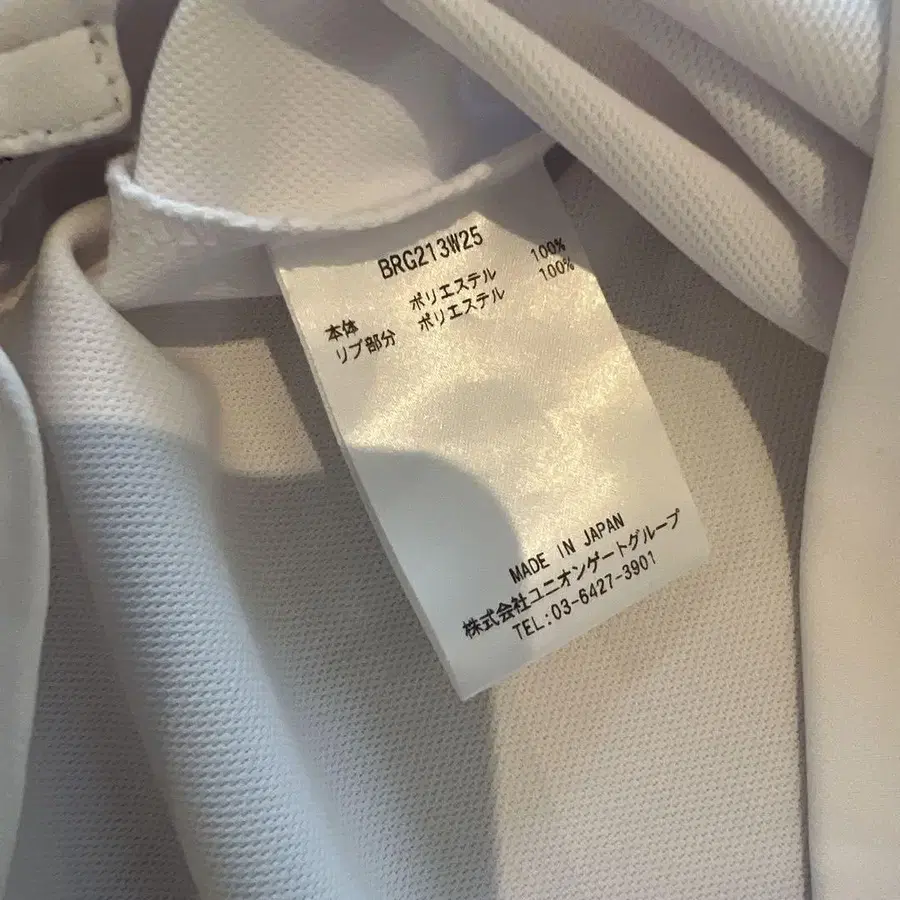 BRG213W25
本体 ポリエステル 100%
リブ部分 ポリエステル 100%
MADE IN JAPAN
株式会社ユニオンゲートグループ
TEL:03-6427-3901